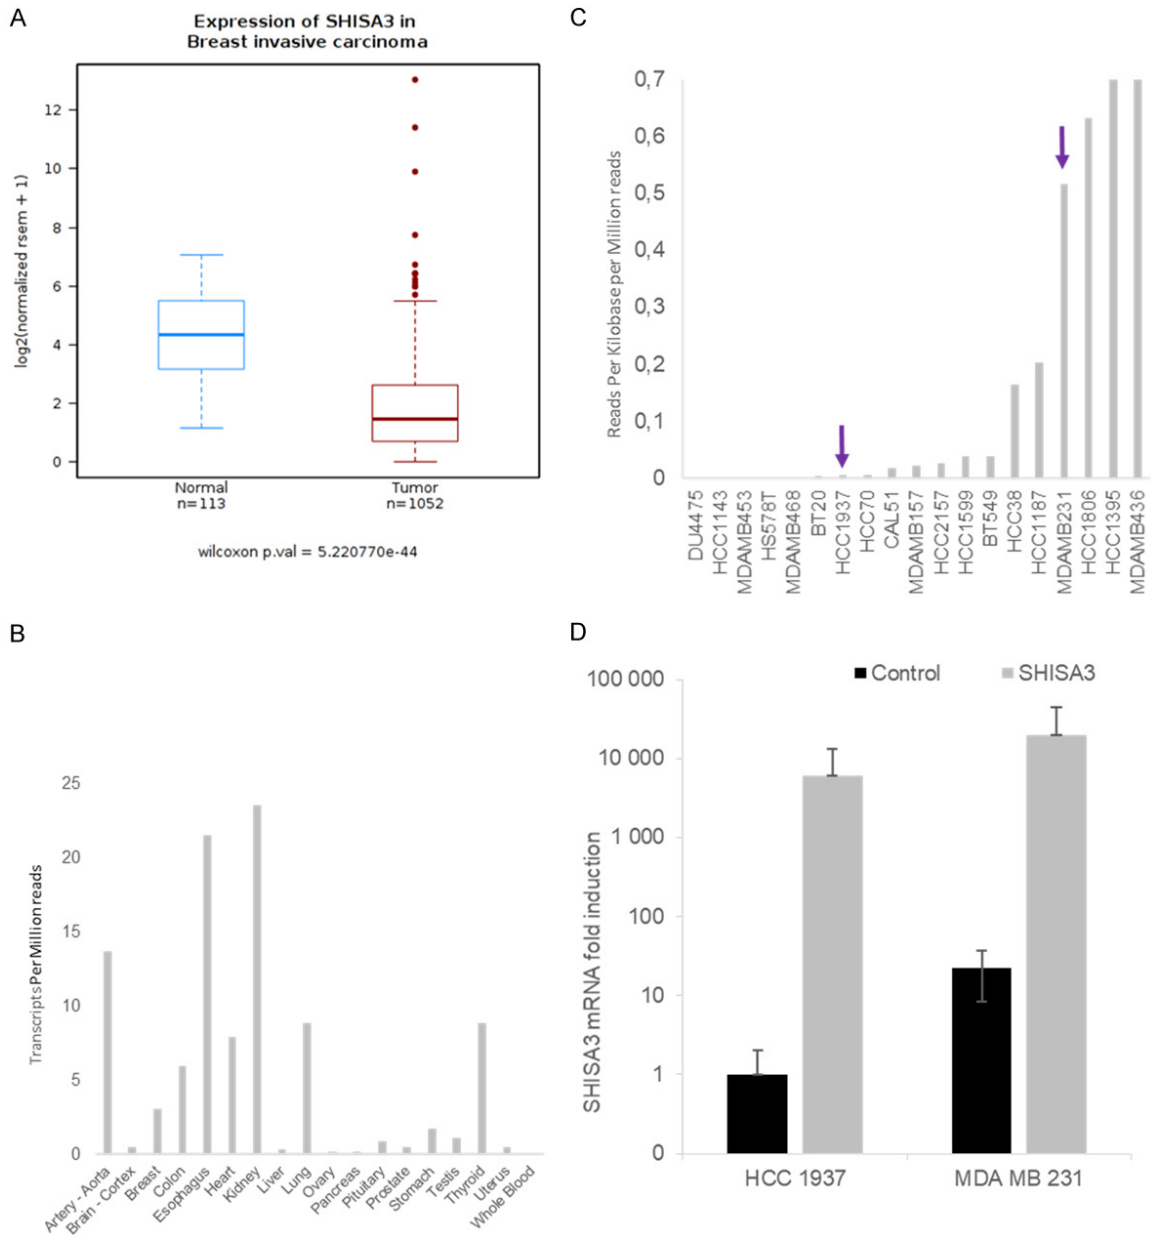 A
Expression of SHISA3 in
Breast invasive carcinoma
log2(normalized rsem + 1)
12
10
8
6
4
2
0
Normal
n=113
Tumor
n=1052
wilcoxon p.val = 5.220770e-44
C
Reads Per Kilobase per Million reads
0,7
0,6
0,5
0,4
0,3
0,2
0,1
0
DU4475
HCC1143
MDAMB453
HS578T
MDAMB468
BT20
HCC1937
HCC70
CAL51
MDAMB157
HCC2157
HCC1599
BT549
HCC38
HCC1187
MDAMB231
HCC1806
HCC1395
MDAMB436
B
Transcripts Per Million reads
25
20
15
10
5
0
Artery - Aorta
Brain - Cortex
Breast
Colon
Esophagus
Heart
Kidney
Liver
Lung
Ovary
Pancreas
Pituitary
Prostate
Stomach
Testis
Thyroid
Uterus
Whole Blood
D
Control
SHISA3
SHISA3 mRNA fold induction
100 000
10 000
1 000
100
10
1
0
HCC 1937
MDA MB 231